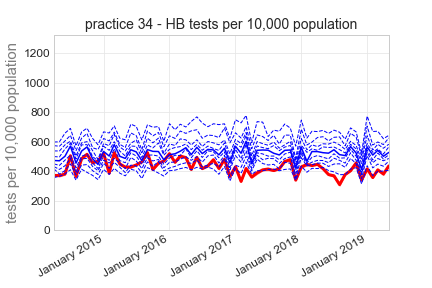 practice 34 - HB tests per 10,000 population
tests per 10,000 population
1200
1000
800
600
400
200
0
January 2015
January 2016
January 2017
January 2018
January 2019